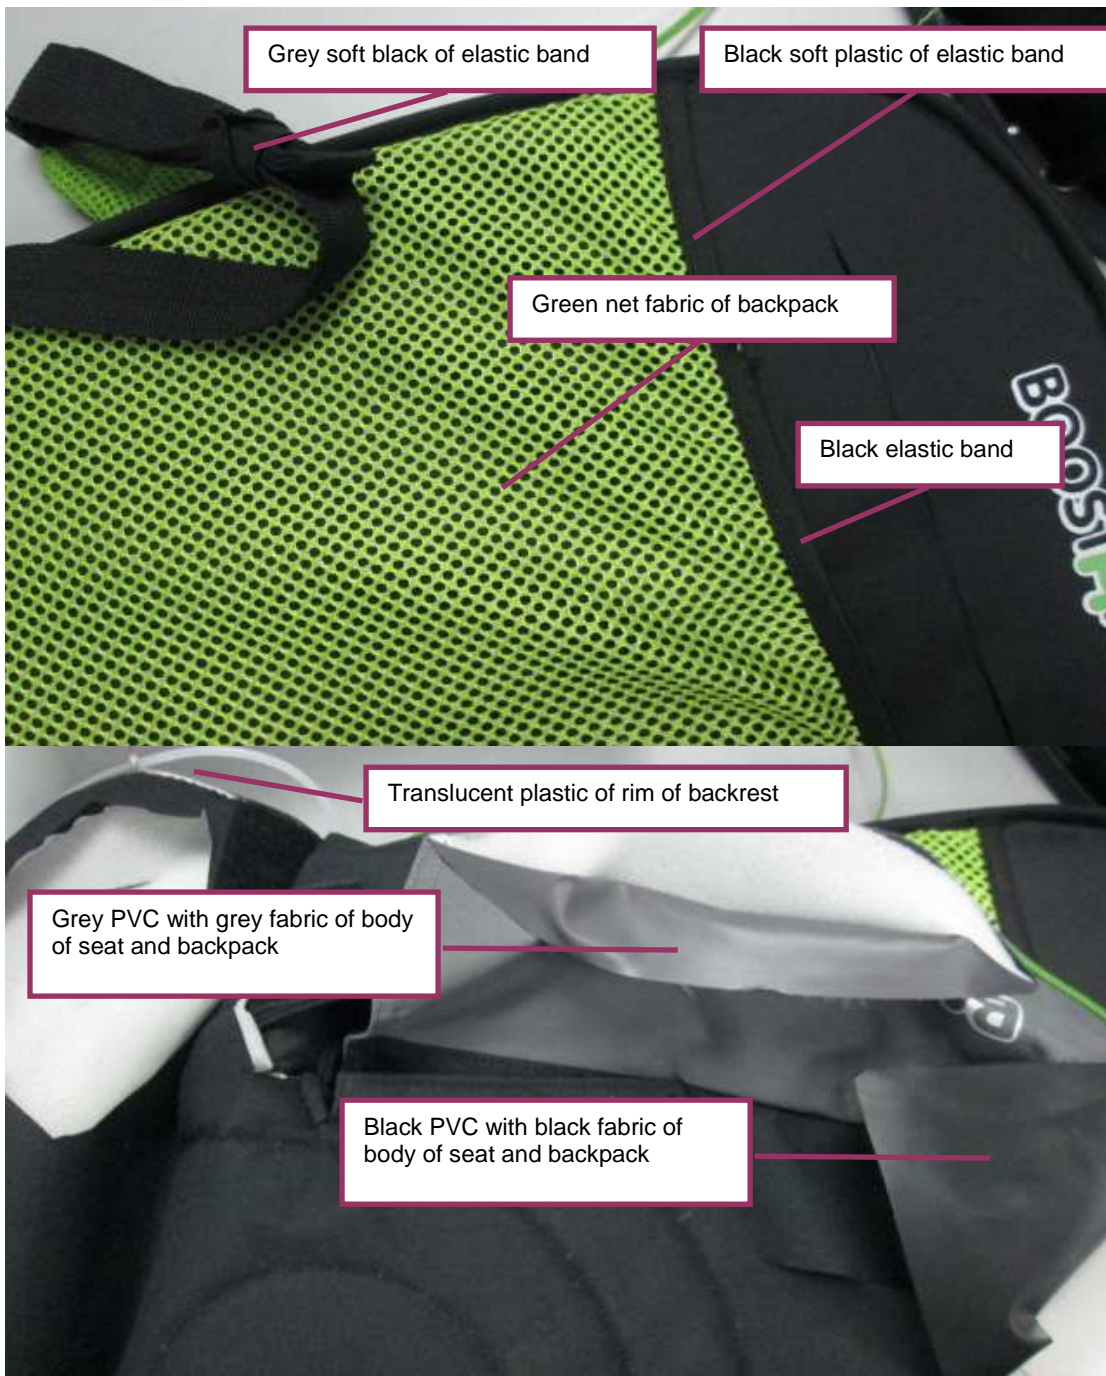 Grey soft black of elastic band
Black soft plastic of elastic band
Green net fabric of backpack
Black elastic band
Translucent plastic of rim of backrest
Grey PVC with grey fabric of body
of seat and backpack
Black PVC with black fabric of
body of seat and backpack